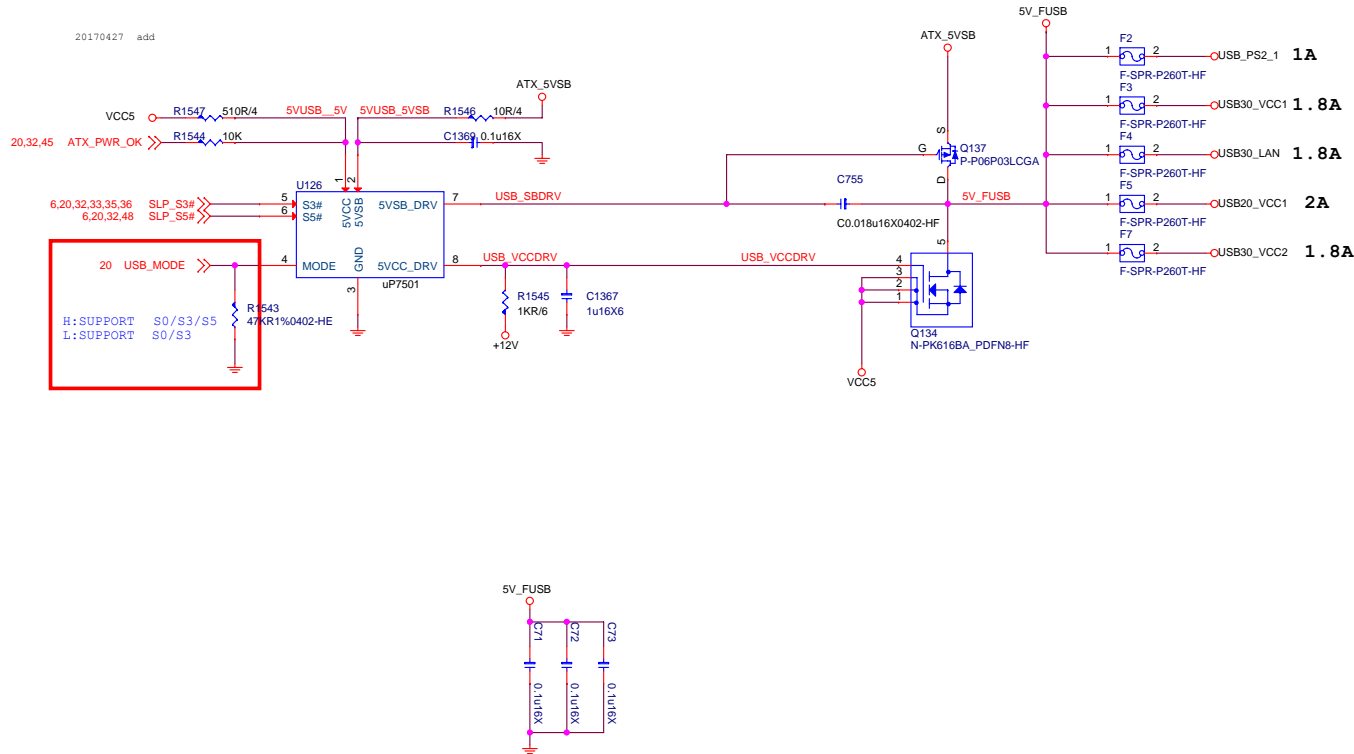 20170427 add
5V_FUSB
ATX_5VSB
F2
1 2 USB_PS2_1 1A
F-SPR-P260T-HF
F3
1 2 USB30_VCC1 1.8A
F-SPR-P260T-HF
F4
1 2 USB30_LAN 1.8A
F-SPR-P260T-HF
F5
1 2 USB20_VCC1 2A
F-SPR-P260T-HF
F7
1 2 USB30_VCC2 1.8A
F-SPR-P260T-HF
ATX_5VSB
VCC5 R1547 510R/4 5VUSB__5V 5VUSB_5VSB R1546 10R/4
20,32,45 ATX_PWR_OK R1544 10K C1369 0.1u16X
S
G Q137
P-P06P03LCGA
D
U126
1 2
6,20,32,33,35,36 SLP_S3# 5 S3# 5VCC 5VSB 5VSB_DRV 7 USB_SBDRV
6,20,32,48 SLP_S5# 6 S5#
C755 5V_FUSB
C0.018u16X0402-HF
20 USB_MODE 4 MODE GND 5VCC_DRV 8 USB_VCCDRV USB_VCCDRV
uP7501
3
R1543
47KR1%0402-HE
H:SUPPORT S0/S3/S5
L:SUPPORT S0/S3
R1545
1KR/6
+12V
C1367
1u16X6
5
4
3
2
1
Q134
N-PK616BA_PDFN8-HF
VCC5
5V_FUSB
C71 C72 C73
0.1u16X 0.1u16X 0.1u16X